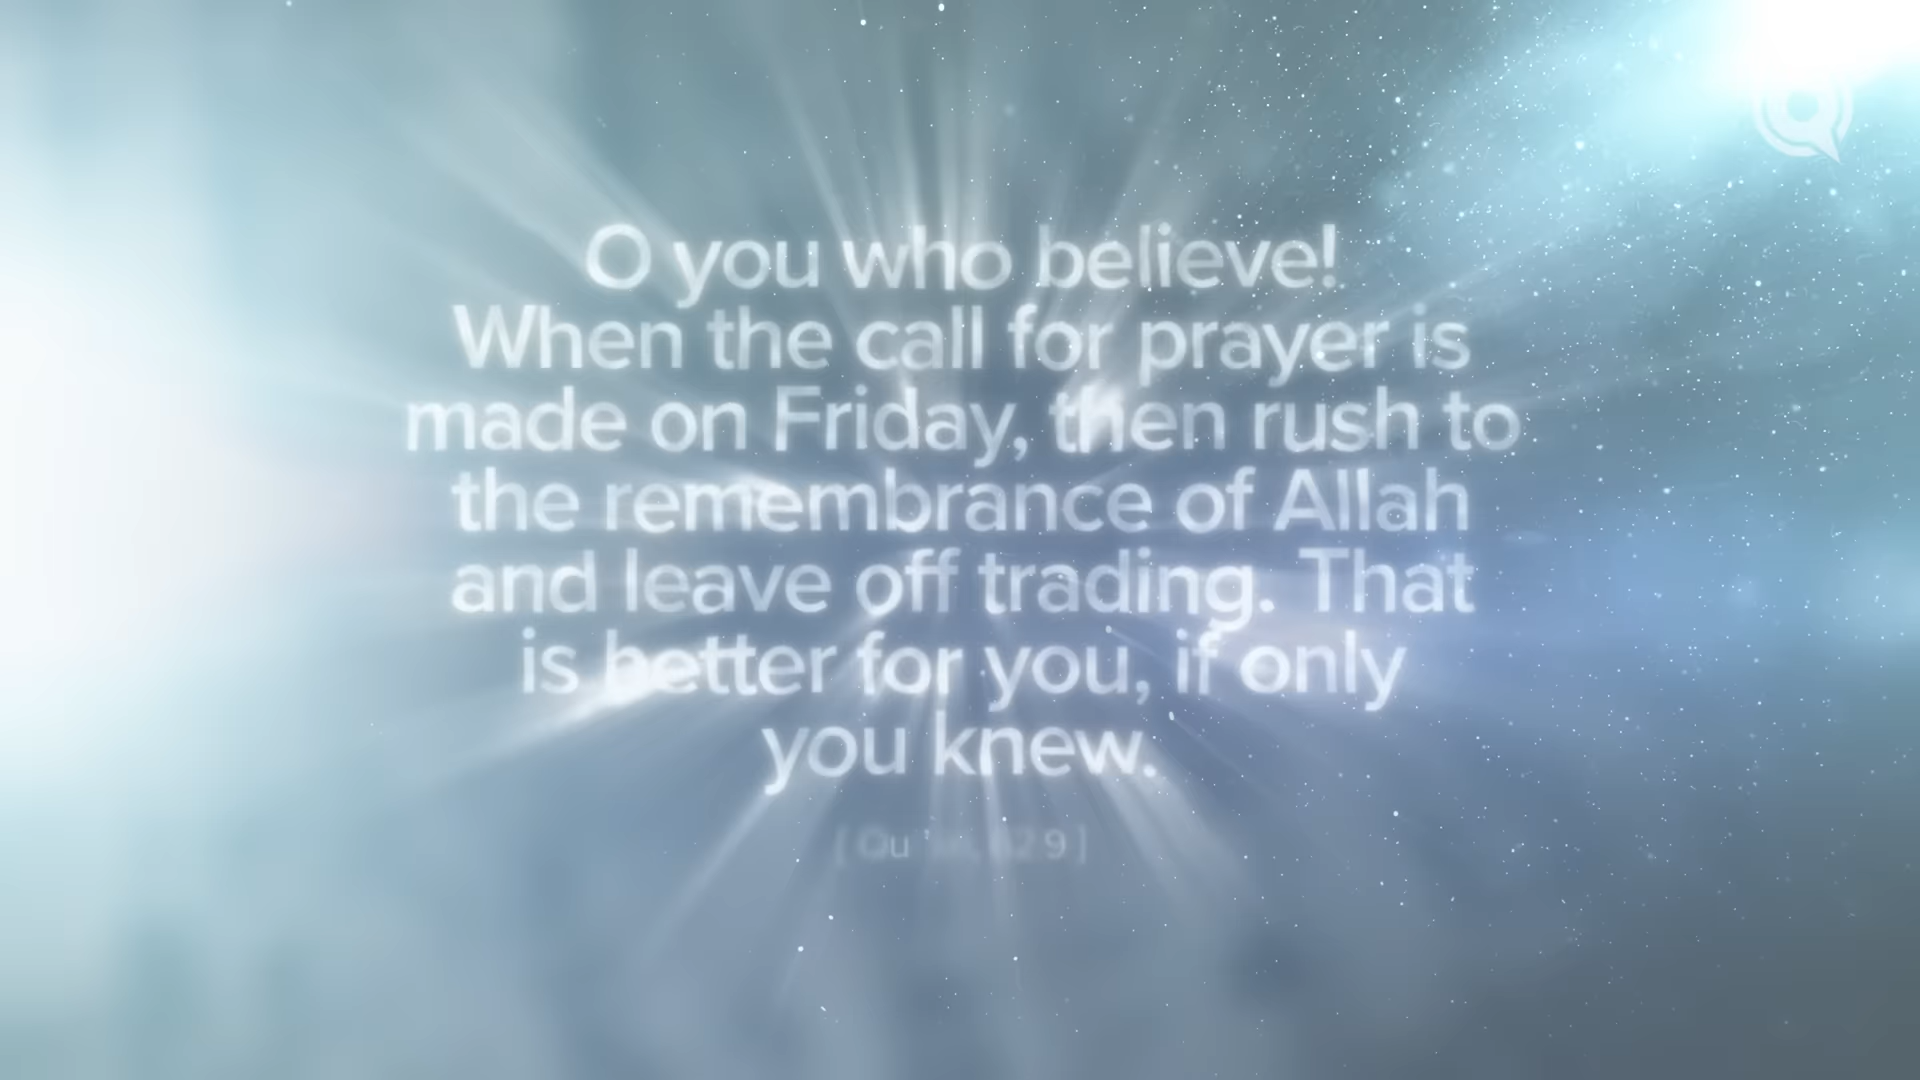 O you who believe!
When the call for prayer is
made on Friday, then rush to
the remembrance of Allah
and leave off trading. That
is better for you, if only
you knew.